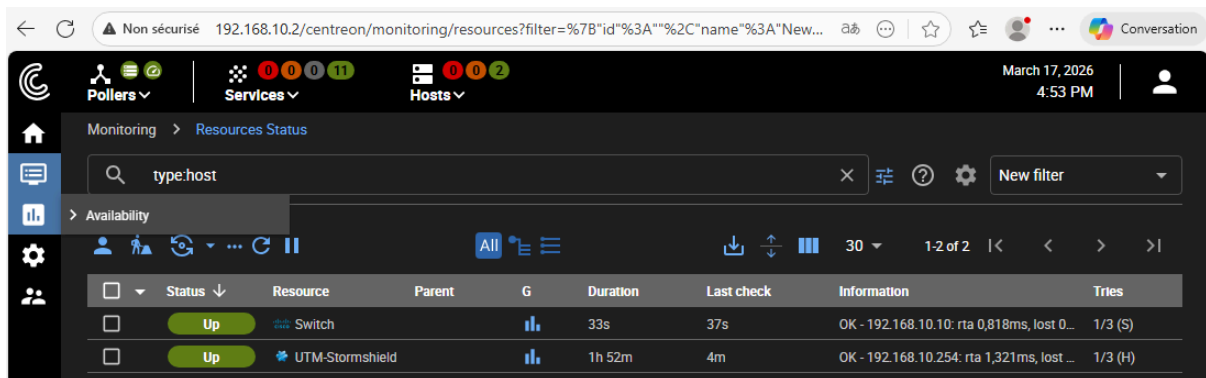 Non sécurisé 192.168.10.2/centreon/monitoring/resources?filter=%7B"id"%3A""%2C"name"%3A"New... aあ Conversation
Pollers Services 0 0 0 11 Hosts 0 0 2 March 17, 2026
4:53 PM
Monitoring > Resources Status
type:host New filter
Availability
All 30 1-2 of 2
Status Resource Parent G Duration Last check Information Tries
Up Switch 33s 37s OK - 192.168.10.10: rta 0,818ms, lost 0... 1/3 (S)
Up UTM-Stormshield 1h 52m 4m OK - 192.168.10.254: rta 1,321ms, lost ... 1/3 (H)